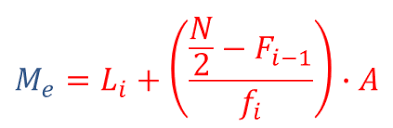 M_e = L_i + ((N/2 − F_{i−1})/f_i) · A